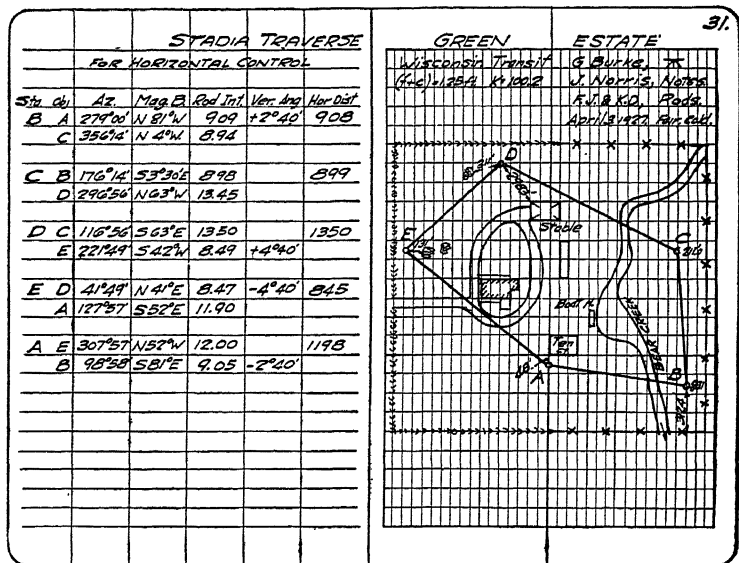 31.
STADIA TRAVERSE
FOR HORIZONTAL CONTROL
Sta Obj Az. Mag.B. Rod Int. Ver. Ang Hor Dist
B A 279°00' N 81°W 9.09 +2°40' 908
C 356°14' N 4°W. 8.94
C B 176°14' S3°30'E 8.98 899
D 296°56' N63°W 13.45
D C 116°56' S63°E 13.50 1350
E 221°49' S42°W 8.49 +4°40'
E D 41°49' N41°E 8.47 -4°40' 845
A 127°57' S52°E 11.90
A E 307°57' N52°W 12.00 1198
B 98°58' S81°E 9.05 -2°40'
GREEN ESTATE
Wisconsin Transit G. Burke,
(f+c)=1.25ft K=100.2 J. Norris, Notes
F.J. & K.D., Rods.
April 3 1927
D
Stable
E
C
Boat H.
BEAR CREEK
Ten
Ct.
A
B